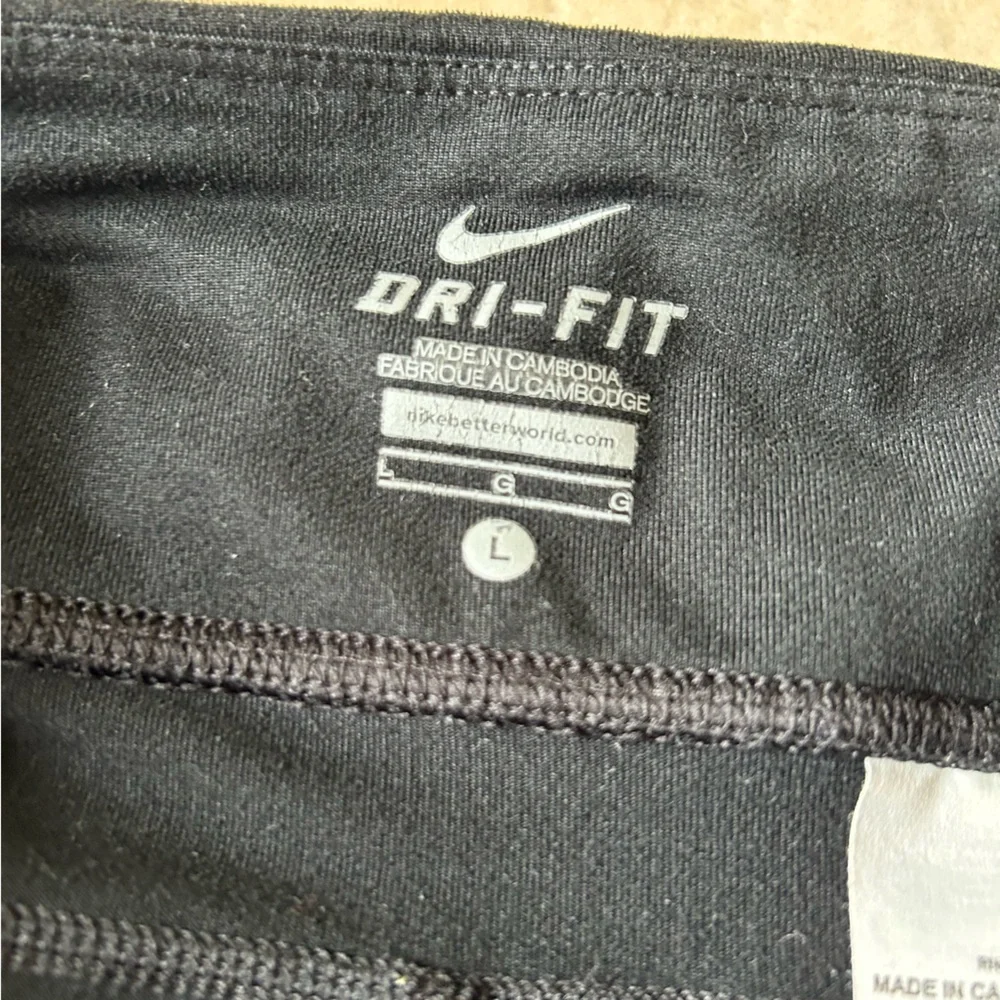 DRI-FIT
MADE IN CAMBODIA
FABRIQUE AU CAMBODGE
nikebetterworld.com
L G G
L
MADE IN CA